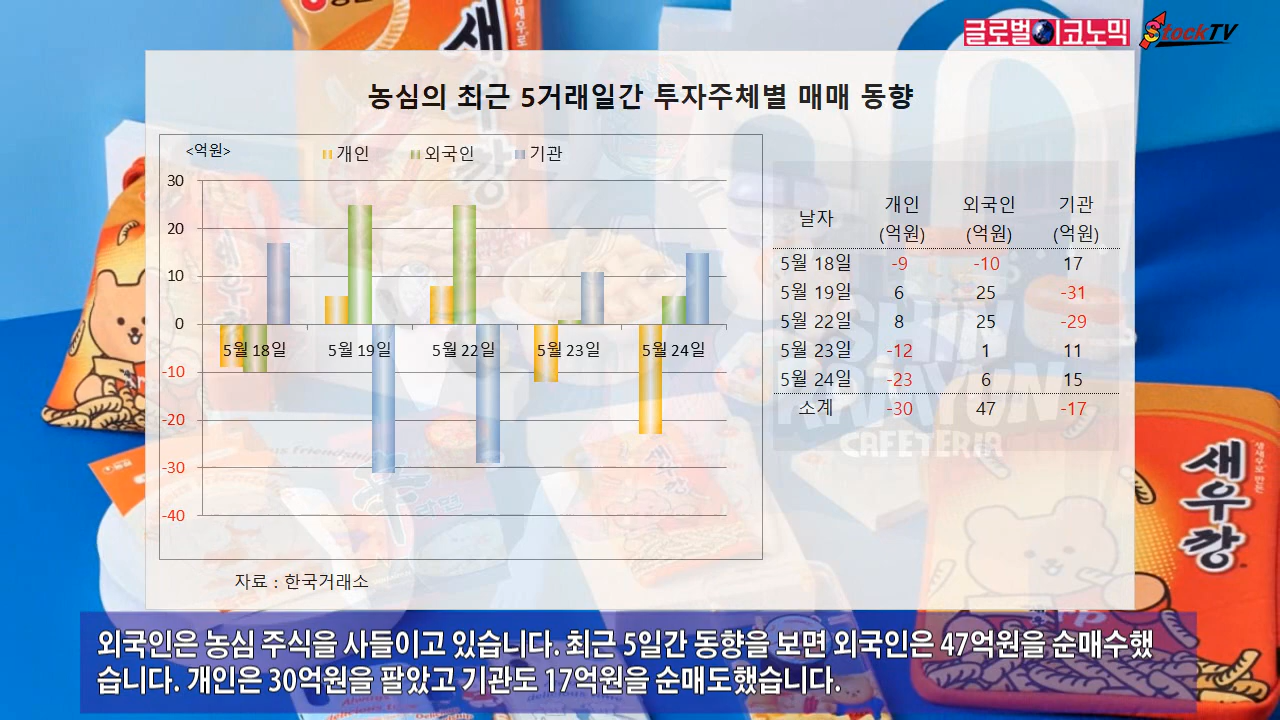 농심
새우깡
글로벌이코노믹
StockTV
농심의 최근 5거래일간 투자주체별 매매 동향
<억원>
개인 외국인 기관
30
20
10
0
-10
-20
-30
-40
5월 18일 5월 19일 5월 22일 5월 23일 5월 24일
자료 : 한국거래소
날자 개인 외국인 기관
(억원) (억원) (억원)
5월 18일 -9 -10 17
5월 19일 6 25 -31
5월 22일 8 25 -29
5월 23일 -12 1 11
5월 24일 -23 6 15
소계 -30 47 -17
SHIN
RAMYUN
CAFETERIA
새우깡
외국인은 농심 주식을 사들이고 있습니다. 최근 5일간 동향을 보면 외국인은 47억원을 순매수했
습니다. 개인은 30억원을 팔았고 기관도 17억원을 순매도했습니다.